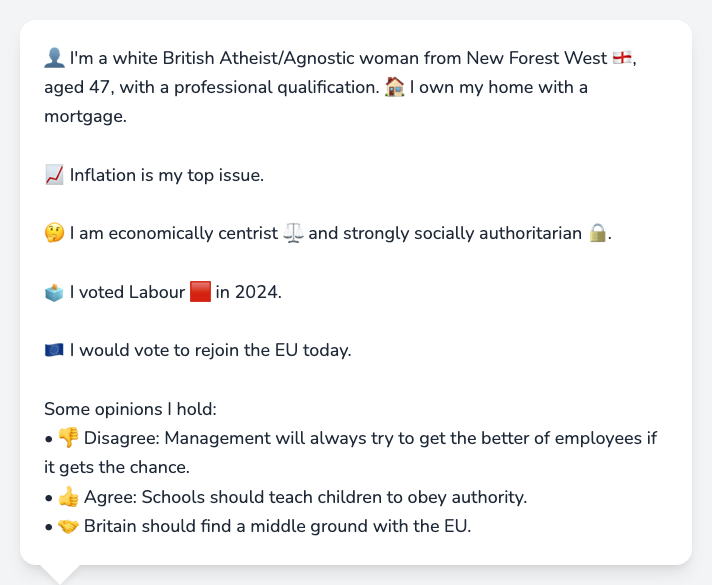 👤 I'm a white British Atheist/Agnostic woman from New Forest West 🏴󠁧󠁢󠁥󠁮󠁧󠁿,
aged 47, with a professional qualification. 🏠 I own my home with a
mortgage.
📈 Inflation is my top issue.
🤔 I am economically centrist ⚖️ and strongly socially authoritarian 🔒.
🗳️ I voted Labour 🟥 in 2024.
🇪🇺 I would vote to rejoin the EU today.
Some opinions I hold:
• 👎 Disagree: Management will always try to get the better of employees if
it gets the chance.
• 👍 Agree: Schools should teach children to obey authority.
• 🤝 Britain should find a middle ground with the EU.